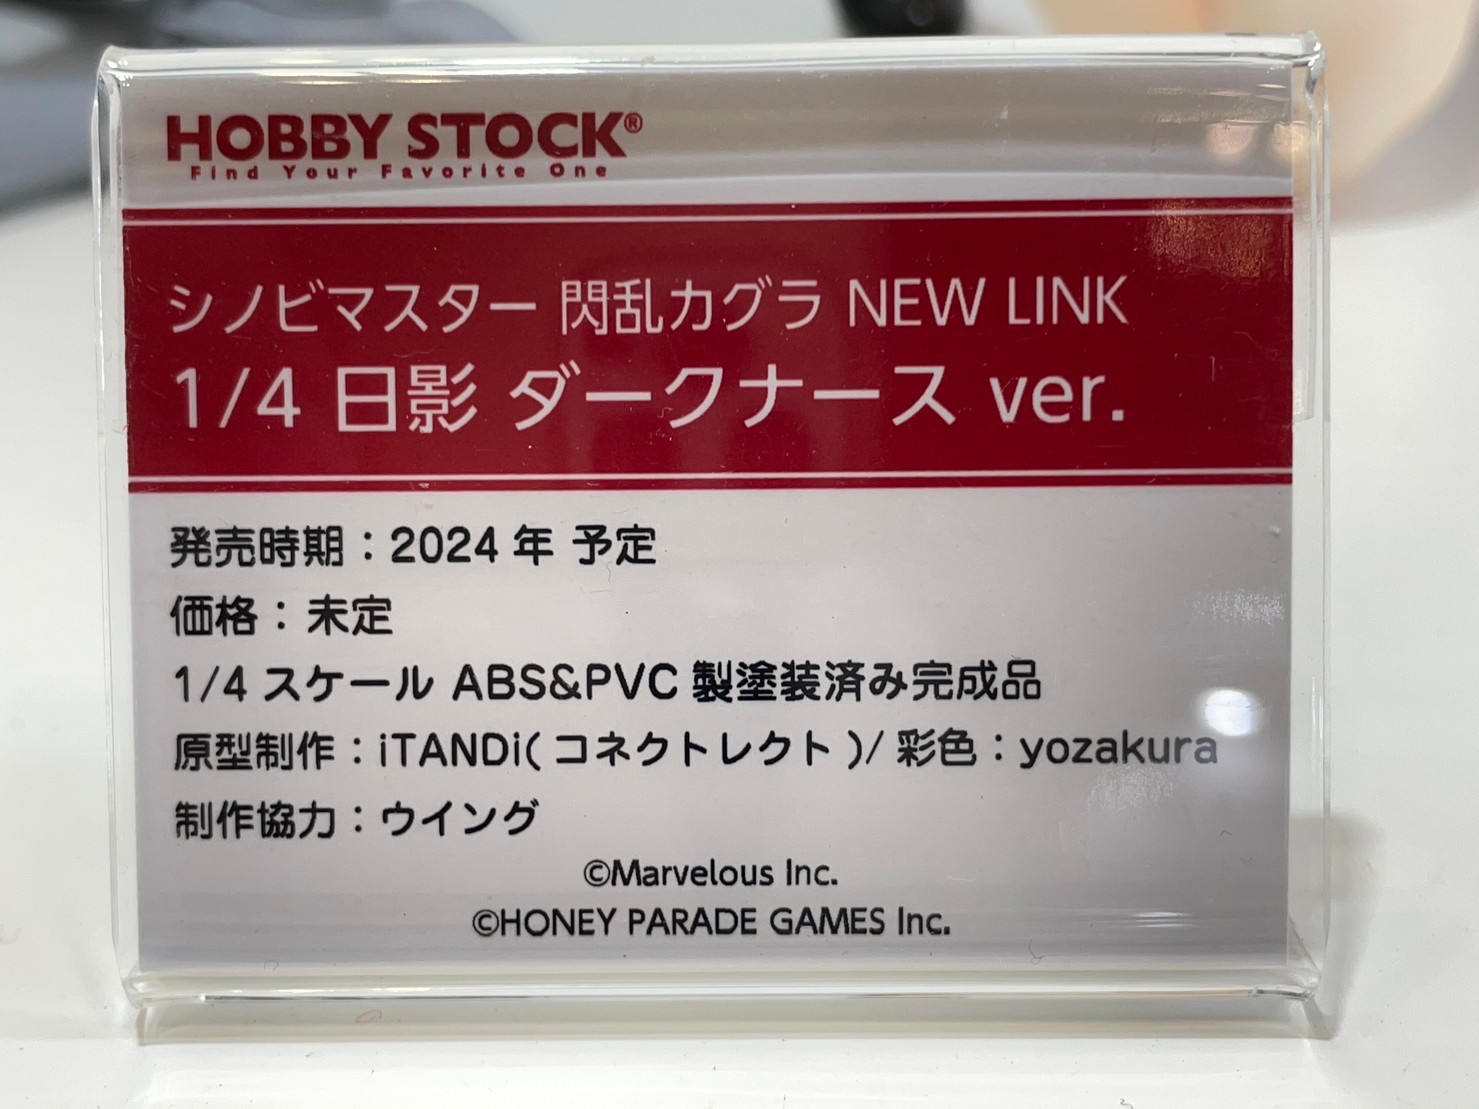 HOBBY STOCK®
Find Your Favorite One
シノビマスター 閃乱カグラ NEW LINK
1/4 日影 ダークナース ver.
発売時期：2024 年 予定
価格：未定
1/4 スケール ABS&PVC 製塗装済み完成品
原型制作：iTANDi( コネクトレクト )/ 彩色：yozakura
制作協力：ウイング
©Marvelous Inc.
©HONEY PARADE GAMES Inc.